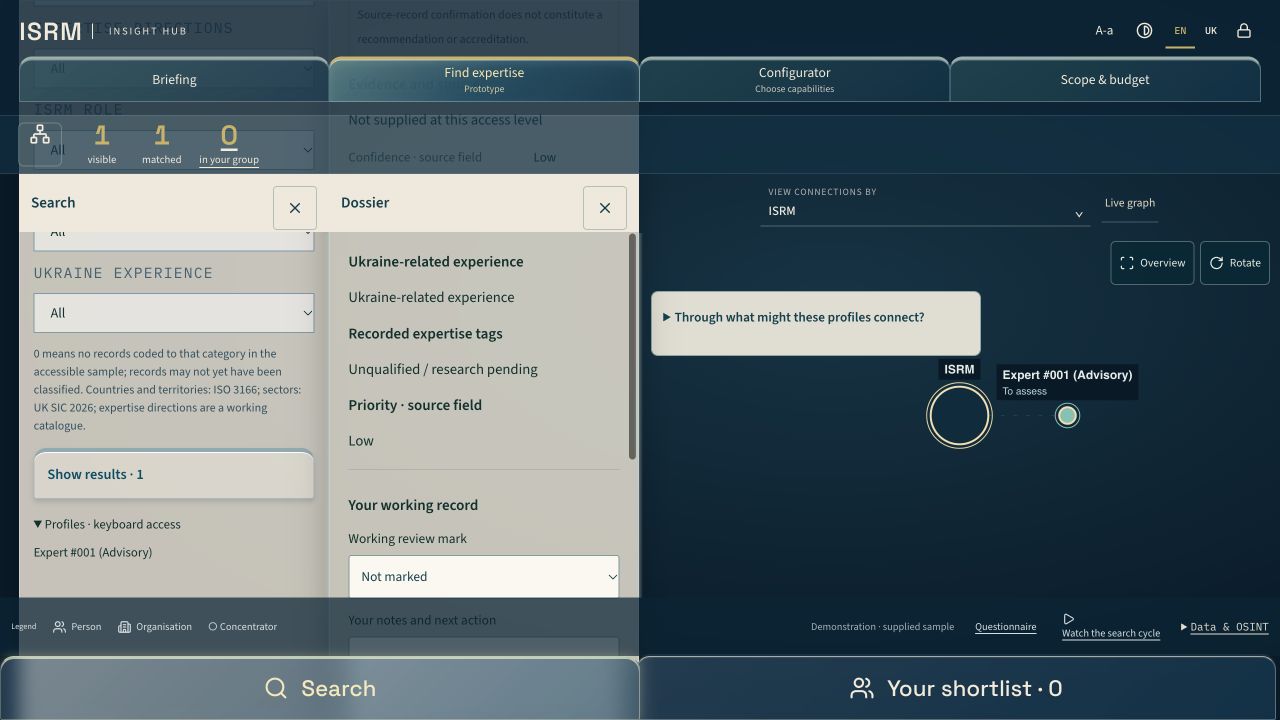 ISRM
INSIGHT HUB
EXPERTISE DIRECTIONS
Source-record confirmation does not constitute a
recommendation or accreditation.
A-a
EN
UK
All
Briefing
Find expertise
Prototype
Configurator
Choose capabilities
Scope & budget
ISRM ROLE
Not supplied at this access level
All
1
visible
1
matched
0
in your group
Confidence · source field
Low
Search
Dossier
All
UKRAINE EXPERIENCE
All
0 means no records coded to that category in the
accessible sample; records may not yet have been
classified. Countries and territories: ISO 3166; sectors:
UK SIC 2026; expertise directions are a working
catalogue.
Show results · 1
Profiles · keyboard access
Expert #001 (Advisory)
Ukraine-related experience
Ukraine-related experience
Recorded expertise tags
Unqualified / research pending
Priority · source field
Low
Your working record
Working review mark
Not marked
Your notes and next action
VIEW CONNECTIONS BY
ISRM
Live graph
Overview
Rotate
Through what might these profiles connect?
ISRM
Expert #001 (Advisory)
To assess
Legend
Person
Organisation
Concentrator
Demonstration · supplied sample
Questionnaire
Watch the search cycle
Data & OSINT
Search
Your shortlist · 0